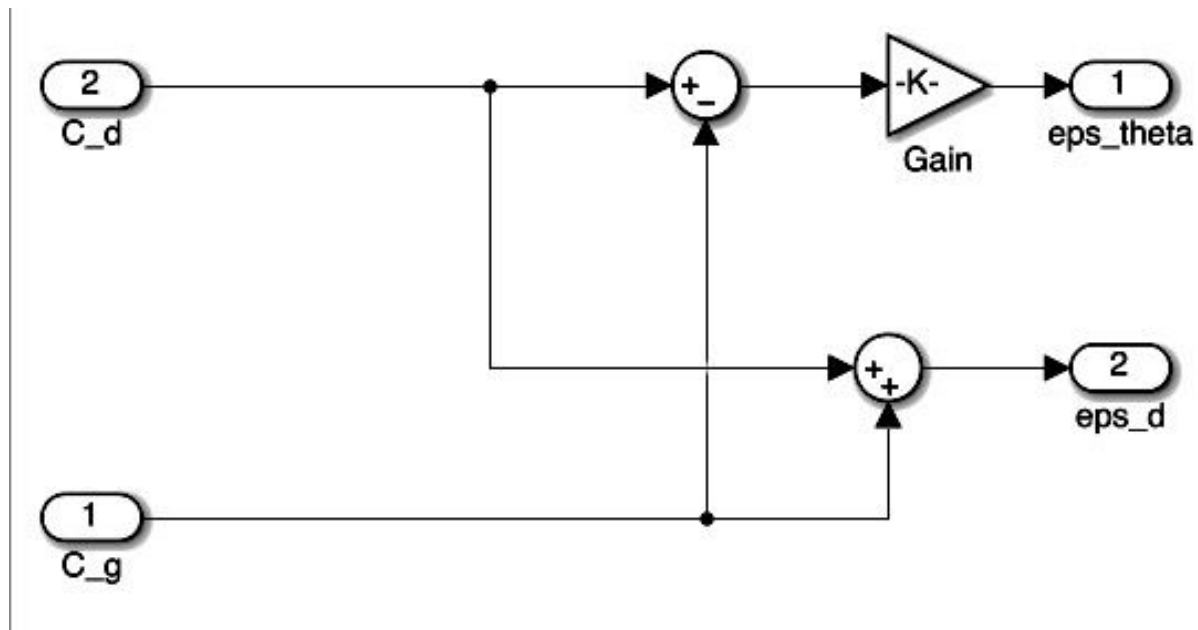 2
C_d
+
−
-K-
Gain
1
eps_theta
+
+
2
eps_d
1
C_g